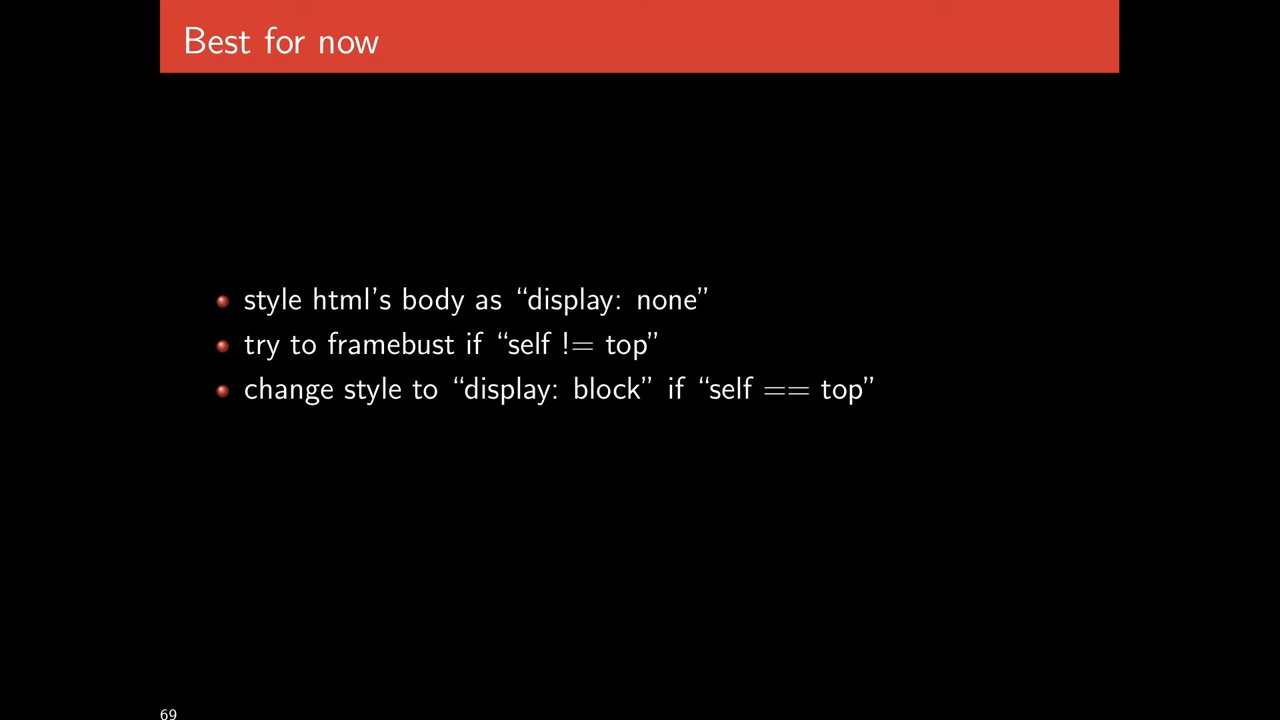 Best for now
style html's body as “display: none”
try to framebust if “self != top”
change style to “display: block” if “self == top”
69